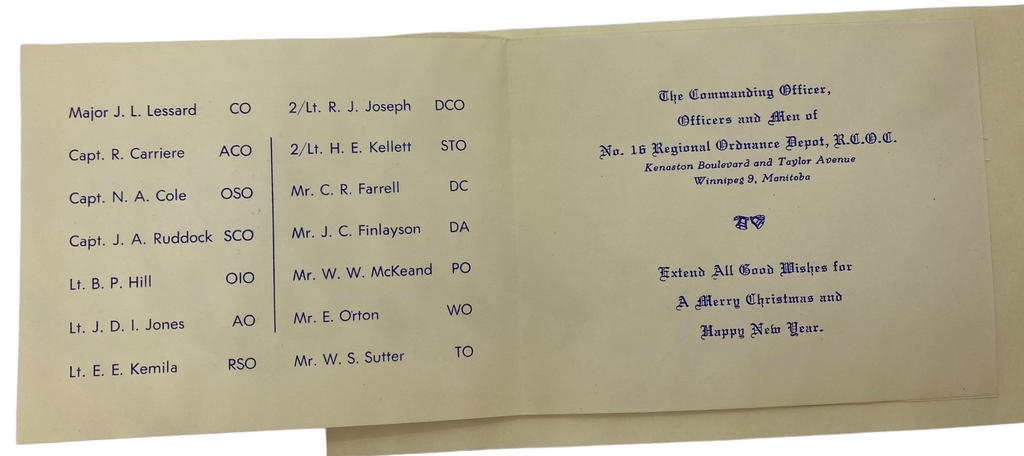 Major J. L. Lessard CO
Capt. R. Carriere ACO
Capt. N. A. Cole OSO
Capt. J. A. Ruddock SCO
Lt. B. P. Hill OIO
Lt. J. D. I. Jones AO
Lt. E. E. Kemila RSO
2/Lt. R. J. Joseph DCO
2/Lt. H. E. Kellett STO
Mr. C. R. Farrell DC
Mr. J. C. Finlayson DA
Mr. W. W. McKeand PO
Mr. E. Orton WO
Mr. W. S. Sutter TO
The Commanding Officer,
Officers and Men of
No. 16 Regional Ordnance Depot, R.C.O.C.
Kenaston Boulevard and Taylor Avenue
Winnipeg 9, Manitoba
Extend All Good Wishes for
A Merry Christmas and
Happy New Year.